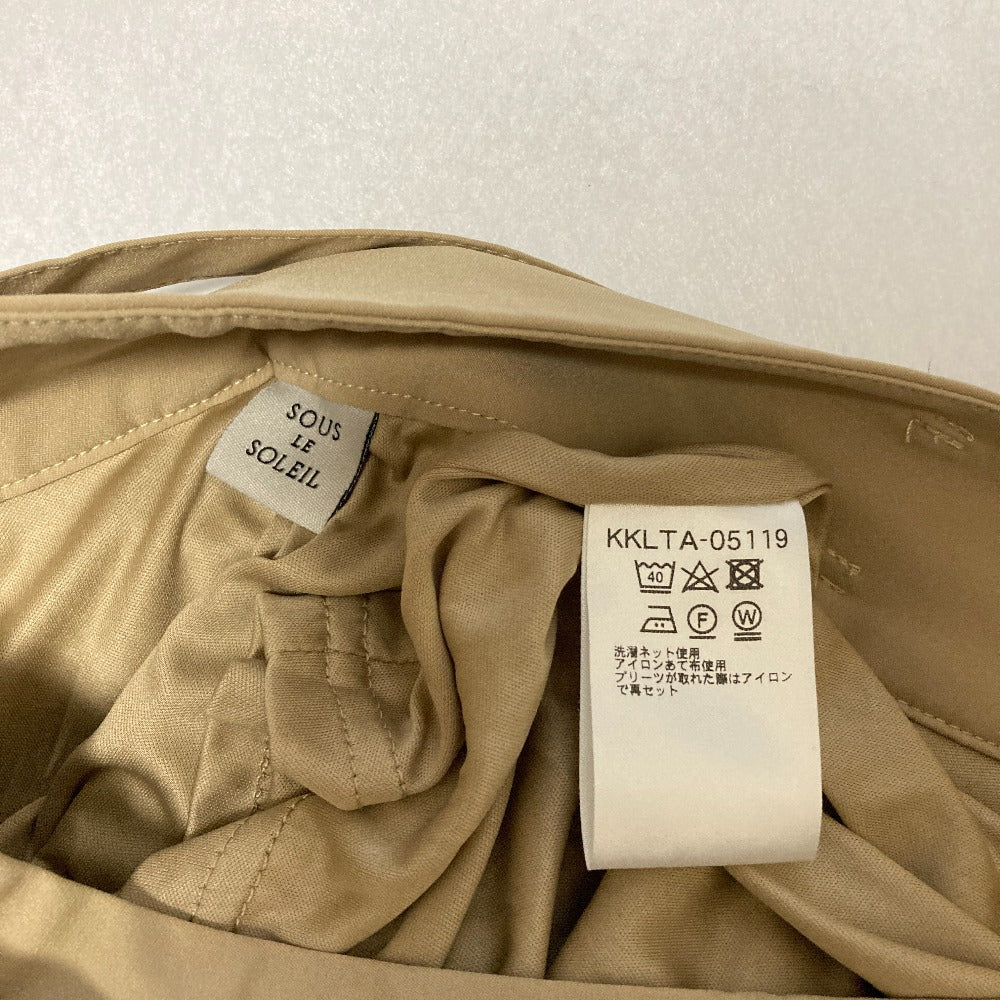 SOUS
LE
SOLEIL
KKLTA-05119
40
F W
洗濯ネット使用
アイロンあて布使用
プリーツが取れた際はアイロン
で再セット